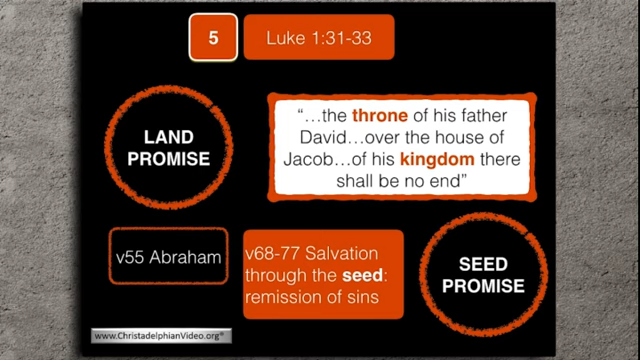 5
Luke 1:31-33
LAND
PROMISE
“…the throne of his father
David…over the house of
Jacob…of his kingdom there
shall be no end”
v55 Abraham
v68-77 Salvation
through the seed:
remission of sins
SEED
PROMISE
www.ChristadelphianVideo.org®